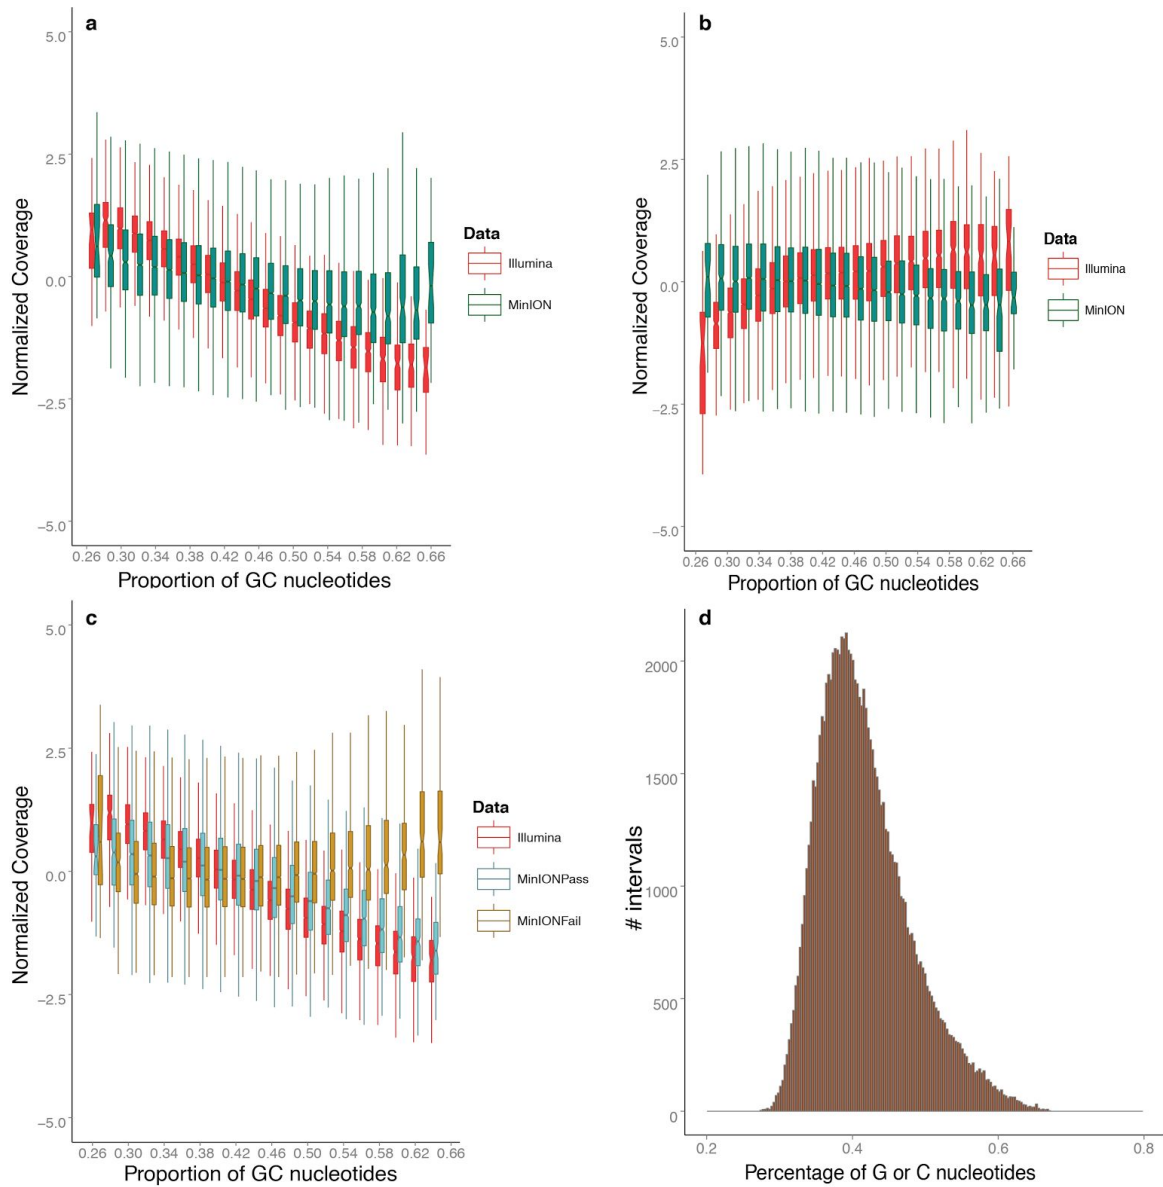 a
5.0
2.5
0.0
−2.5
−5.0
Normalized Coverage
0.26 0.30 0.34 0.38 0.42 0.46 0.50 0.54 0.58 0.62 0.66
Proportion of GC nucleotides
Data
Illumina
MinION
b
5.0
2.5
0.0
−2.5
−5.0
Normalized Coverage
0.26 0.30 0.34 0.38 0.42 0.46 0.50 0.54 0.58 0.62 0.66
Proportion of GC nucleotides
Data
Illumina
MinION
c
5.0
2.5
0.0
−2.5
−5.0
Normalized Coverage
0.26 0.30 0.34 0.38 0.42 0.46 0.50 0.54 0.58 0.62 0.66
Proportion of GC nucleotides
Data
Illumina
MinIONPass
MinIONFail
d
2000
1500
1000
500
0
# intervals
0.2 0.4 0.6 0.8
Percentage of G or C nucleotides